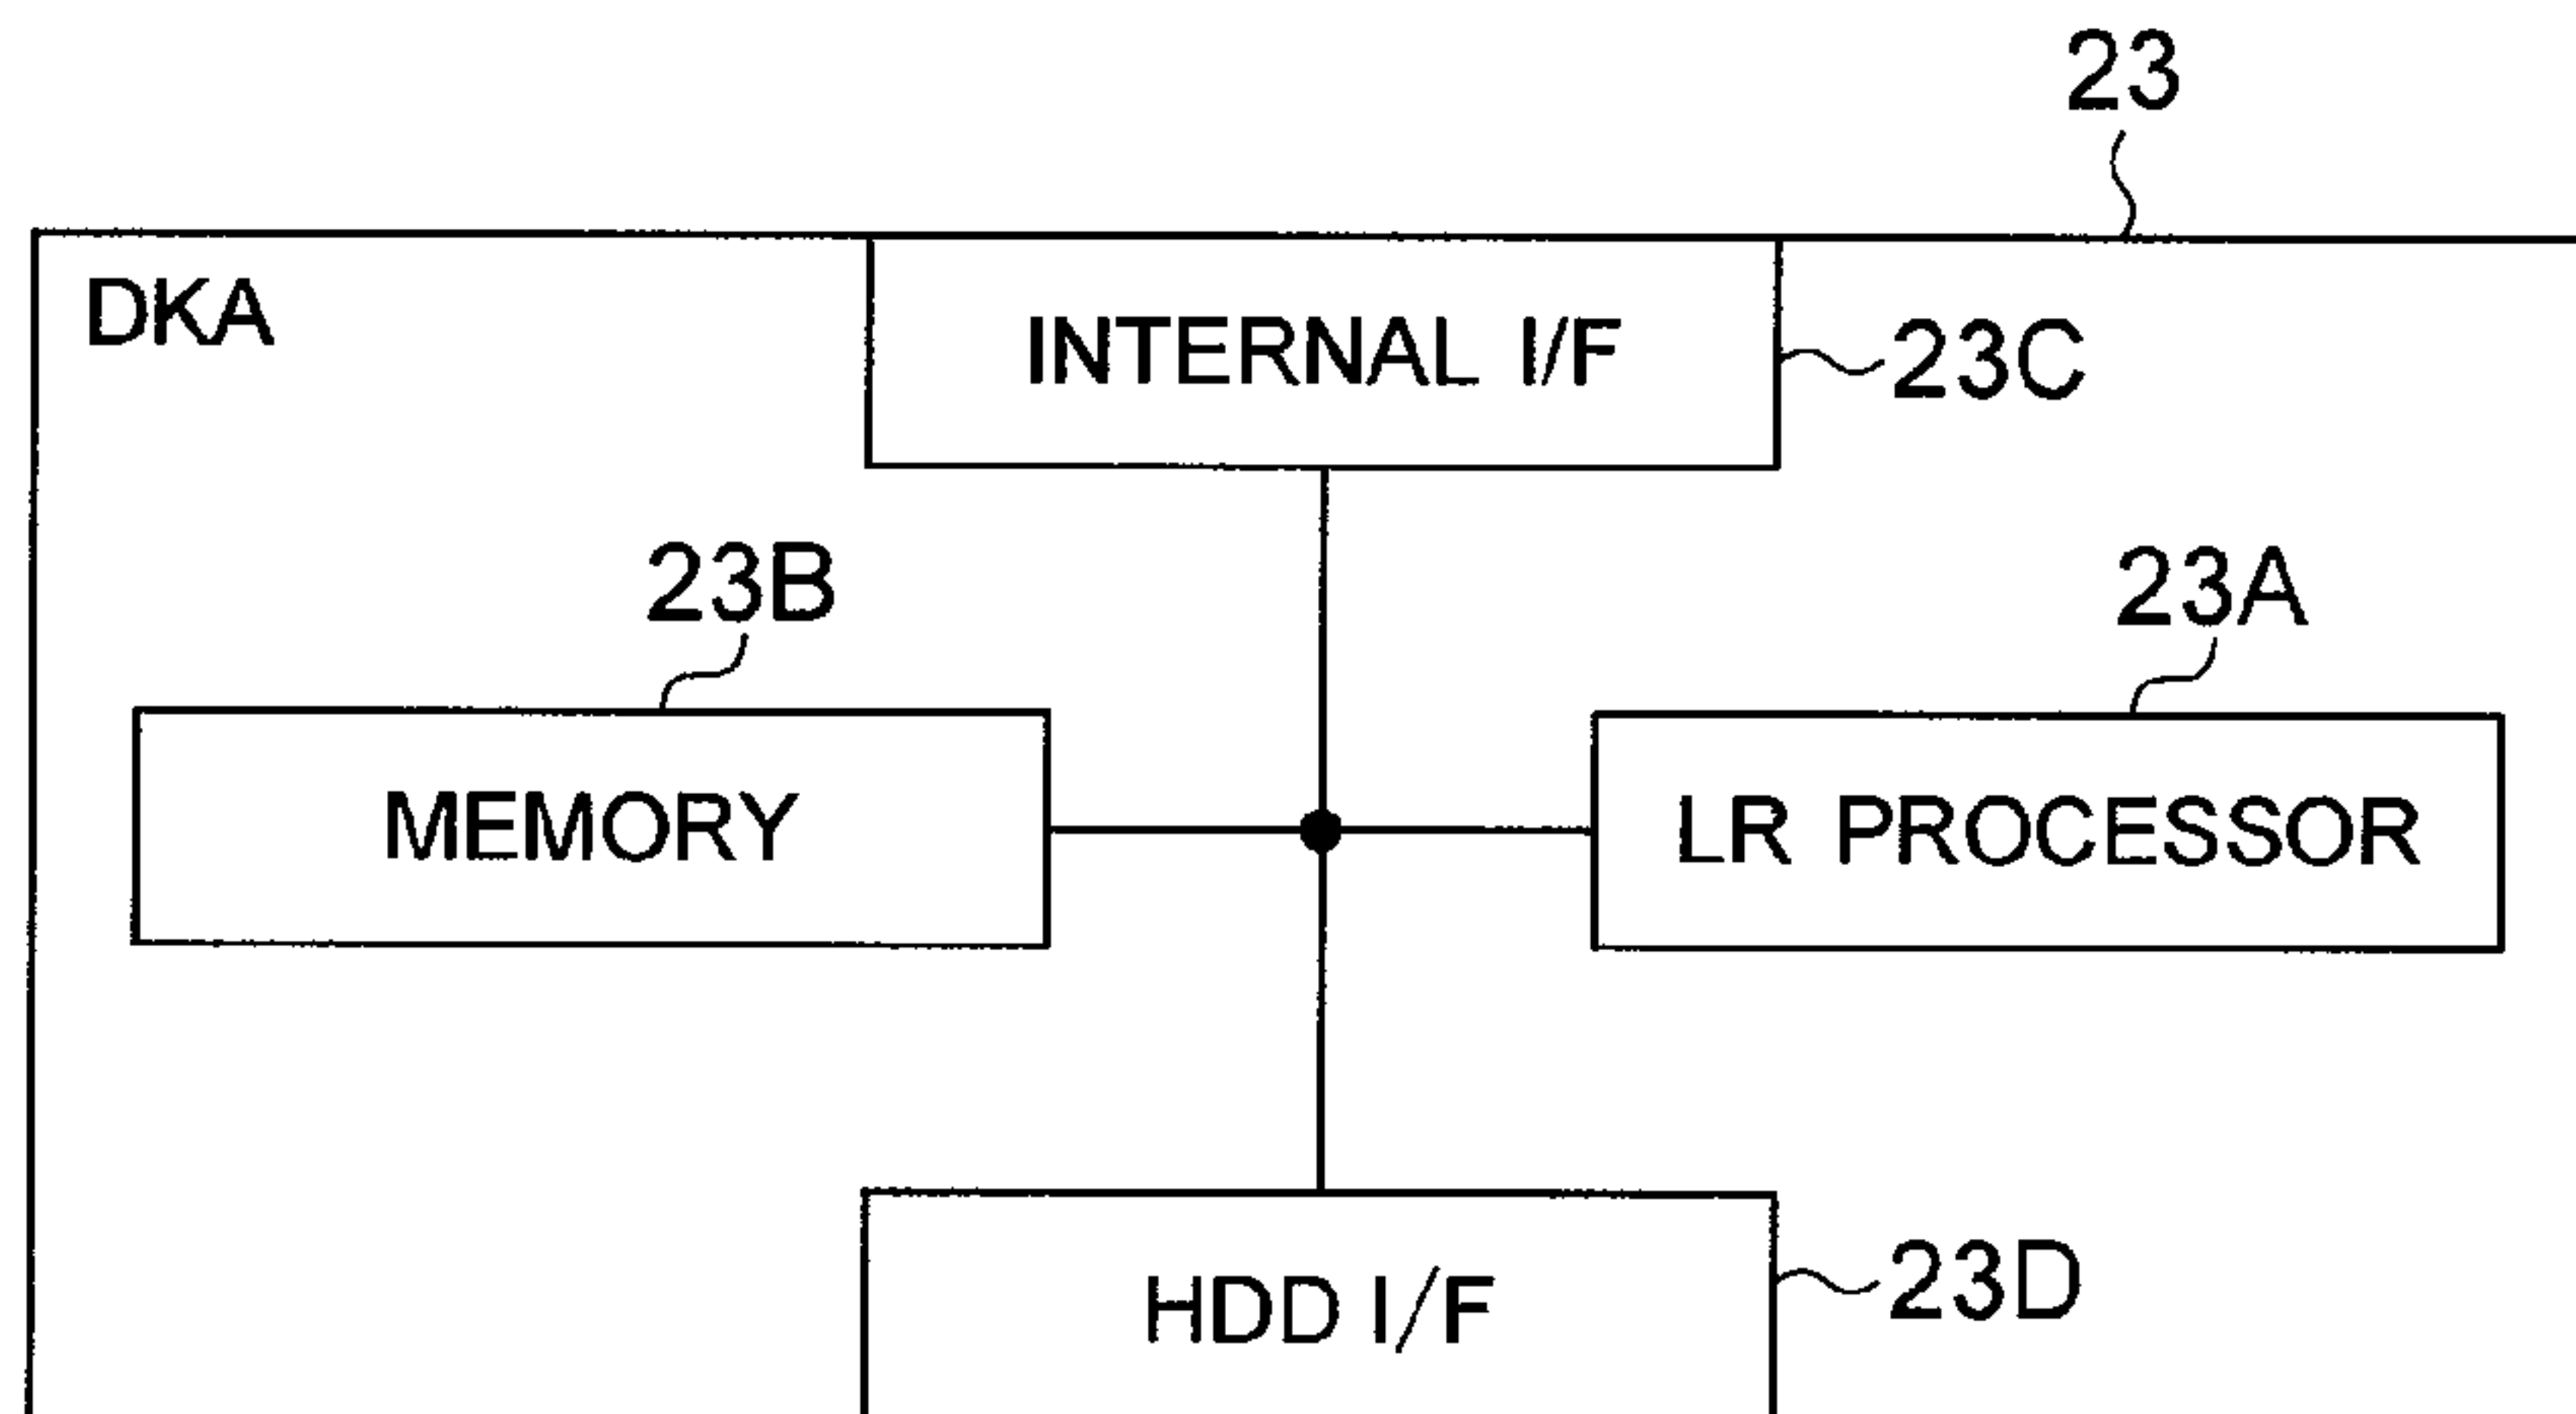 23
DKA
INTERNAL I/F
23C
23B
23A
MEMORY
LR PROCESSOR
HDD I/F
23D